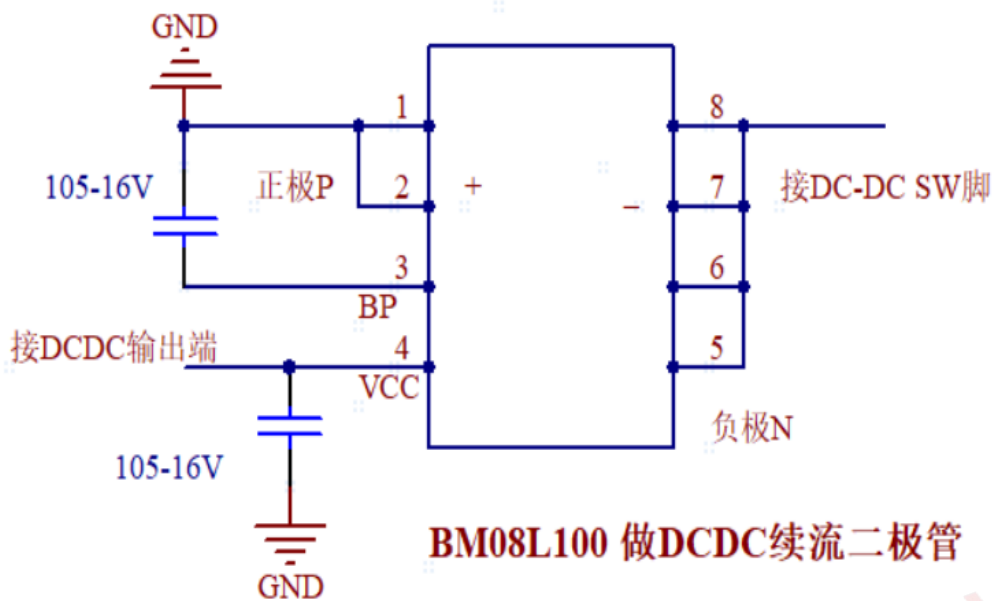 GND
1
8
105-16V
正极P
2
+
−
7
接DC-DC SW脚
3
6
BP
接DCDC输出端
4
5
VCC
负极N
105-16V
BM08L100 做DCDC续流二极管
GND